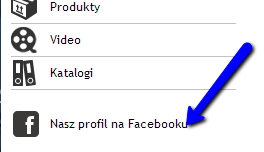 Produkty
Video
Katalogi
Nasz profil na Facebooku